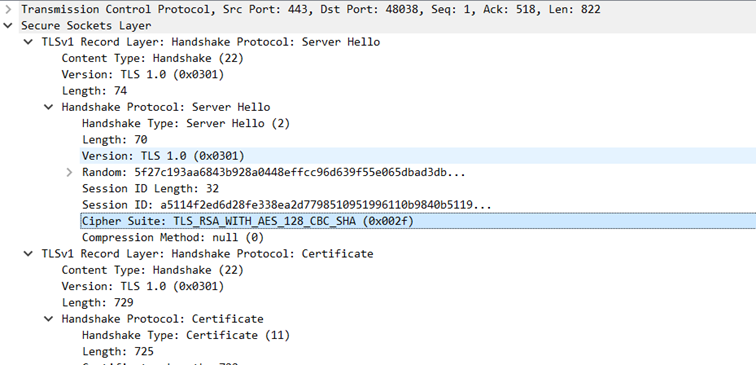 Transmission Control Protocol, Src Port: 443, Dst Port: 48038, Seq: 1, Ack: 518, Len: 822
Secure Sockets Layer
TLSv1 Record Layer: Handshake Protocol: Server Hello
Content Type: Handshake (22)
Version: TLS 1.0 (0x0301)
Length: 74
Handshake Protocol: Server Hello
Handshake Type: Server Hello (2)
Length: 70
Version: TLS 1.0 (0x0301)
Random: 5f27c193aa6843b928a0448effcc96d639f55e065dbad3db...
Session ID Length: 32
Session ID: a5114f2ed6d28fe338ea2d7798510951996110b9840b5119...
Cipher Suite: TLS_RSA_WITH_AES_128_CBC_SHA (0x002f)
Compression Method: null (0)
TLSv1 Record Layer: Handshake Protocol: Certificate
Content Type: Handshake (22)
Version: TLS 1.0 (0x0301)
Length: 729
Handshake Protocol: Certificate
Handshake Type: Certificate (11)
Length: 725